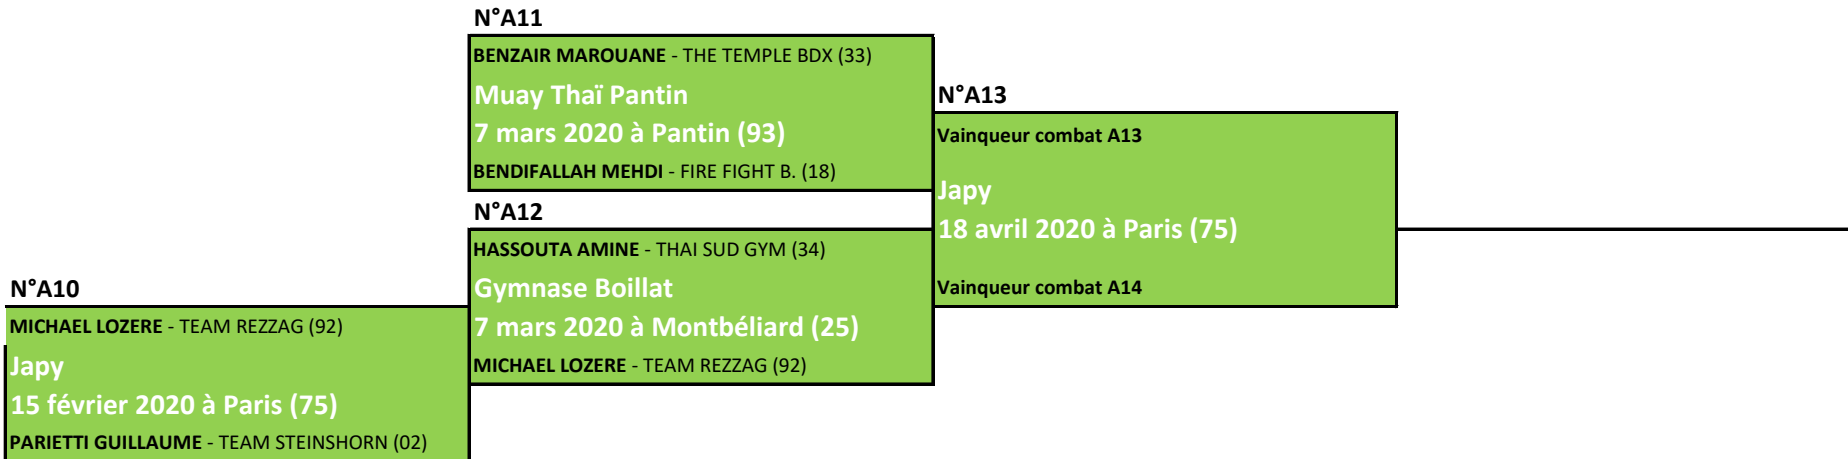 N°A11
BENZAIR MAROUANE - THE TEMPLE BDX (33)
Muay Thaï Pantin
7 mars 2020 à Pantin (93)
BENDIFALLAH MEHDI - FIRE FIGHT B. (18)
N°A12
HASSOUTA AMINE - THAI SUD GYM (34)
Gymnase Boillat
7 mars 2020 à Montbéliard (25)
MICHAEL LOZERE - TEAM REZZAG (92)
N°A13
Vainqueur combat A13
Japy
18 avril 2020 à Paris (75)
Vainqueur combat A14
N°A10
MICHAEL LOZERE - TEAM REZZAG (92)
Japy
15 février 2020 à Paris (75)
PARIETTI GUILLAUME - TEAM STEINSHORN (02)